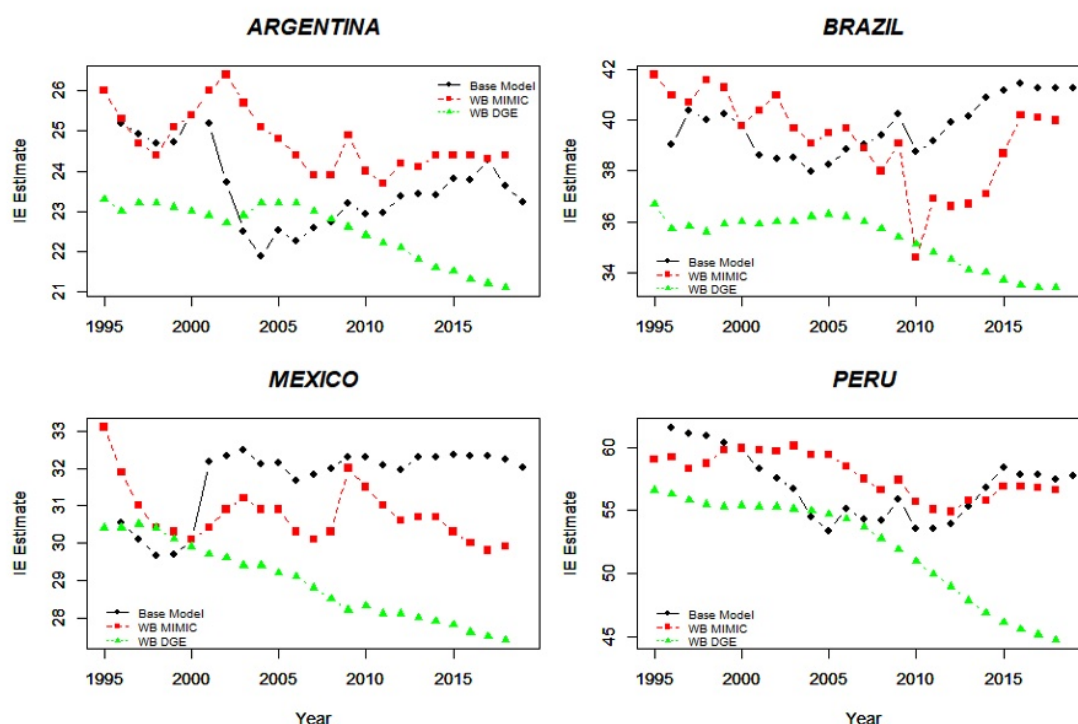 ARGENTINA
IE Estimate
26
25
24
23
22
21
Base Model
WB MIMIC
WB DGE
1995 2000 2005 2010 2015
BRAZIL
IE Estimate
42
40
38
36
34
Base Model
WB MIMIC
WB DGE
1995 2000 2005 2010 2015
MEXICO
IE Estimate
33
32
31
30
29
28
Base Model
WB MIMIC
WB DGE
1995 2000 2005 2010 2015
Year
PERU
IE Estimate
60
55
50
45
Base Model
WB MIMIC
WB DGE
1995 2000 2005 2010 2015
Year